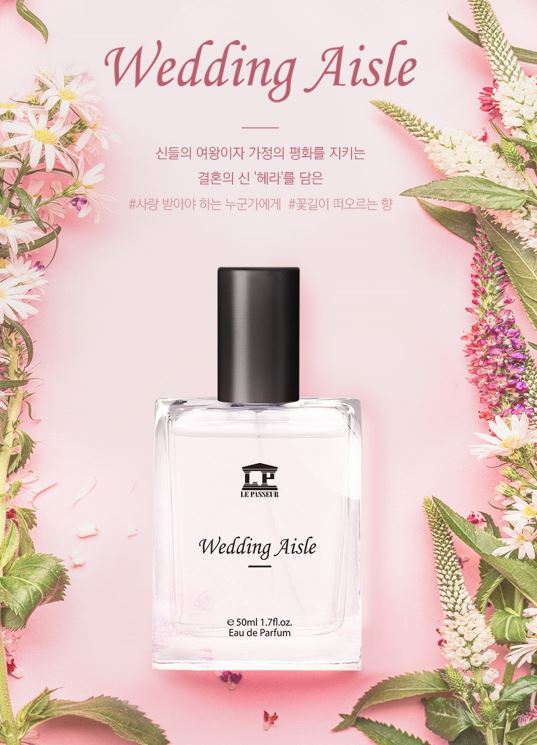 Wedding Aisle
신들의 여왕이자 가정의 평화를 지키는
결혼의 신 '헤라'를 담은
#사랑 받아야 하는 누군가에게 #꽃길이 떠오르는 향
LP
LE PASSEUR
Wedding Aisle
℮ 50ml 1.7fl.oz.
Eau de Parfum